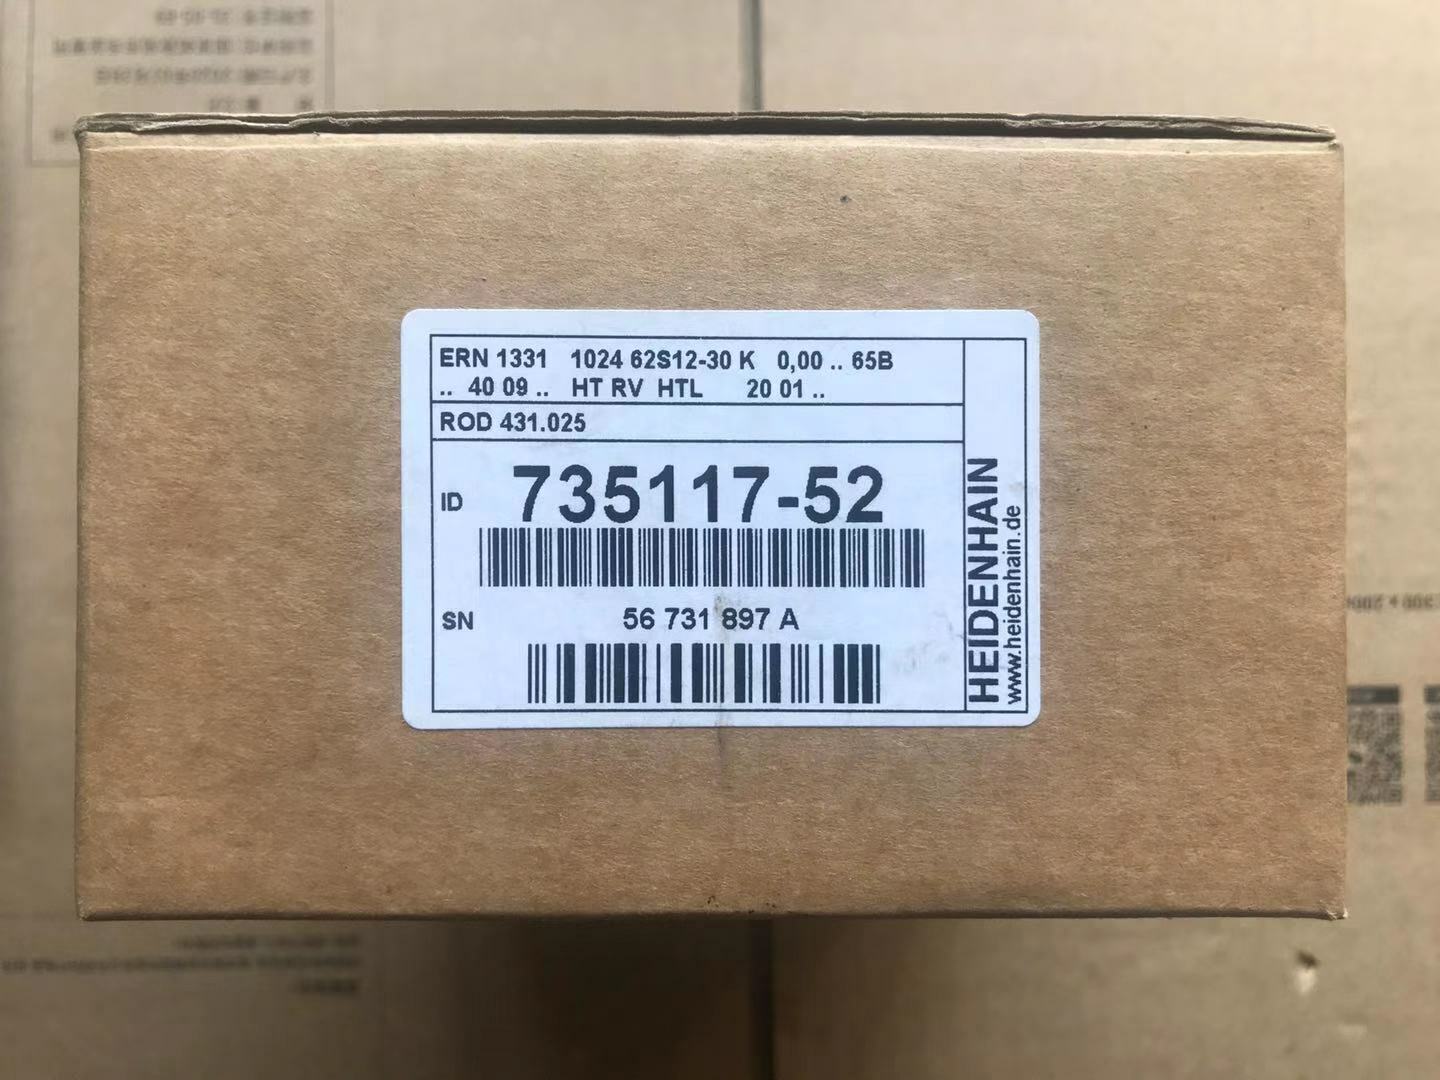 ERN 1331 1024 62S12-30 K 0,00 .. 65B
.. 40 09 .. HT RV HTL 20 01 ..
ROD 431.025
ID 735117-52
SN 56 731 897 A
HEIDENHAIN
www.heidenhain.de